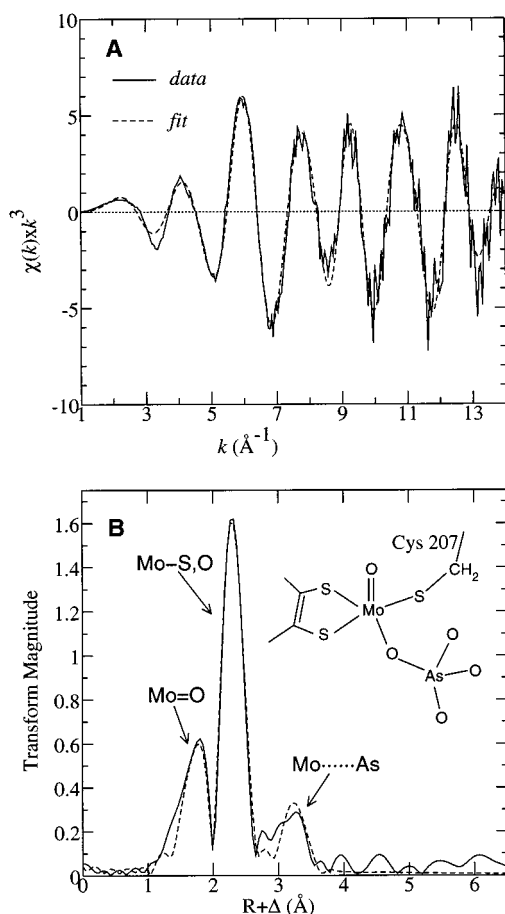 A
data
fit
χ(k)xk³
10
5
0
-5
-10
1 3 5 7 9 11 13
k (Å⁻¹)
B
Cys 207
Mo–S,O
O
S
CH₂
Mo
S
S
O
O
As
O
O
Mo=O
Mo·····As
Transform Magnitude
1.6
1.4
1.2
1.0
0.8
0.6
0.4
0.2
0
0 1 2 3 4 5 6
R+Δ (Å)